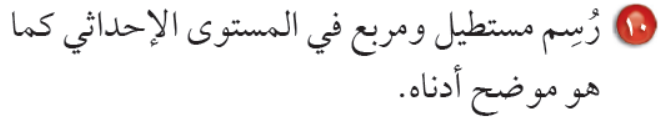 ١٠ رُسِم مستطيل ومربع في المستوى الإحداثي كما
هو موضح أدناه.